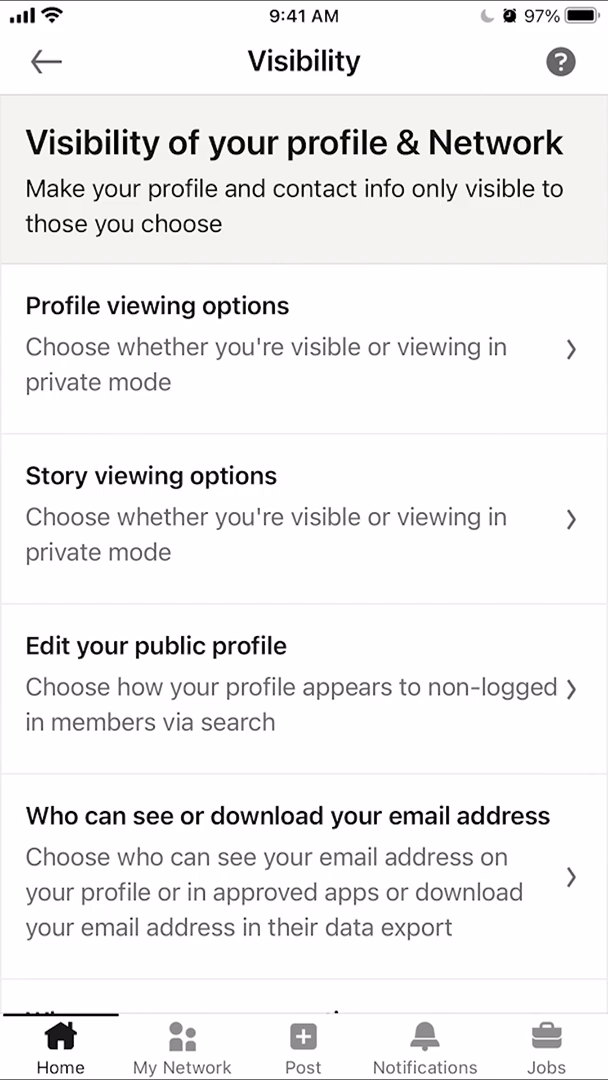 9:41 AM
97%
Visibility
?
Visibility of your profile & Network
Make your profile and contact info only visible to
those you choose
Profile viewing options
Choose whether you're visible or viewing in
private mode
Story viewing options
Choose whether you're visible or viewing in
private mode
Edit your public profile
Choose how your profile appears to non-logged
in members via search
Who can see or download your email address
Choose who can see your email address on
your profile or in approved apps or download
your email address in their data export
Home
My Network
Post
Notifications
Jobs